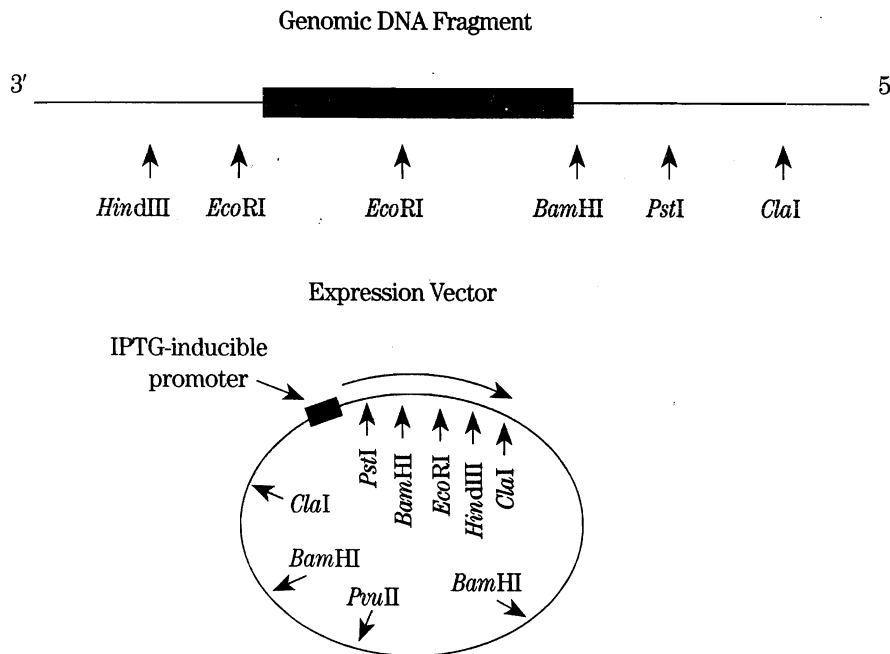 Genomic DNA Fragment
3′
5
HindIII
EcoRI
EcoRI
BamHI
PstI
ClaI
Expression Vector
IPTG-inducible
promoter
PstI
BamHI
EcoRI
HindIII
ClaI
ClaI
BamHI
PvuII
BamHI